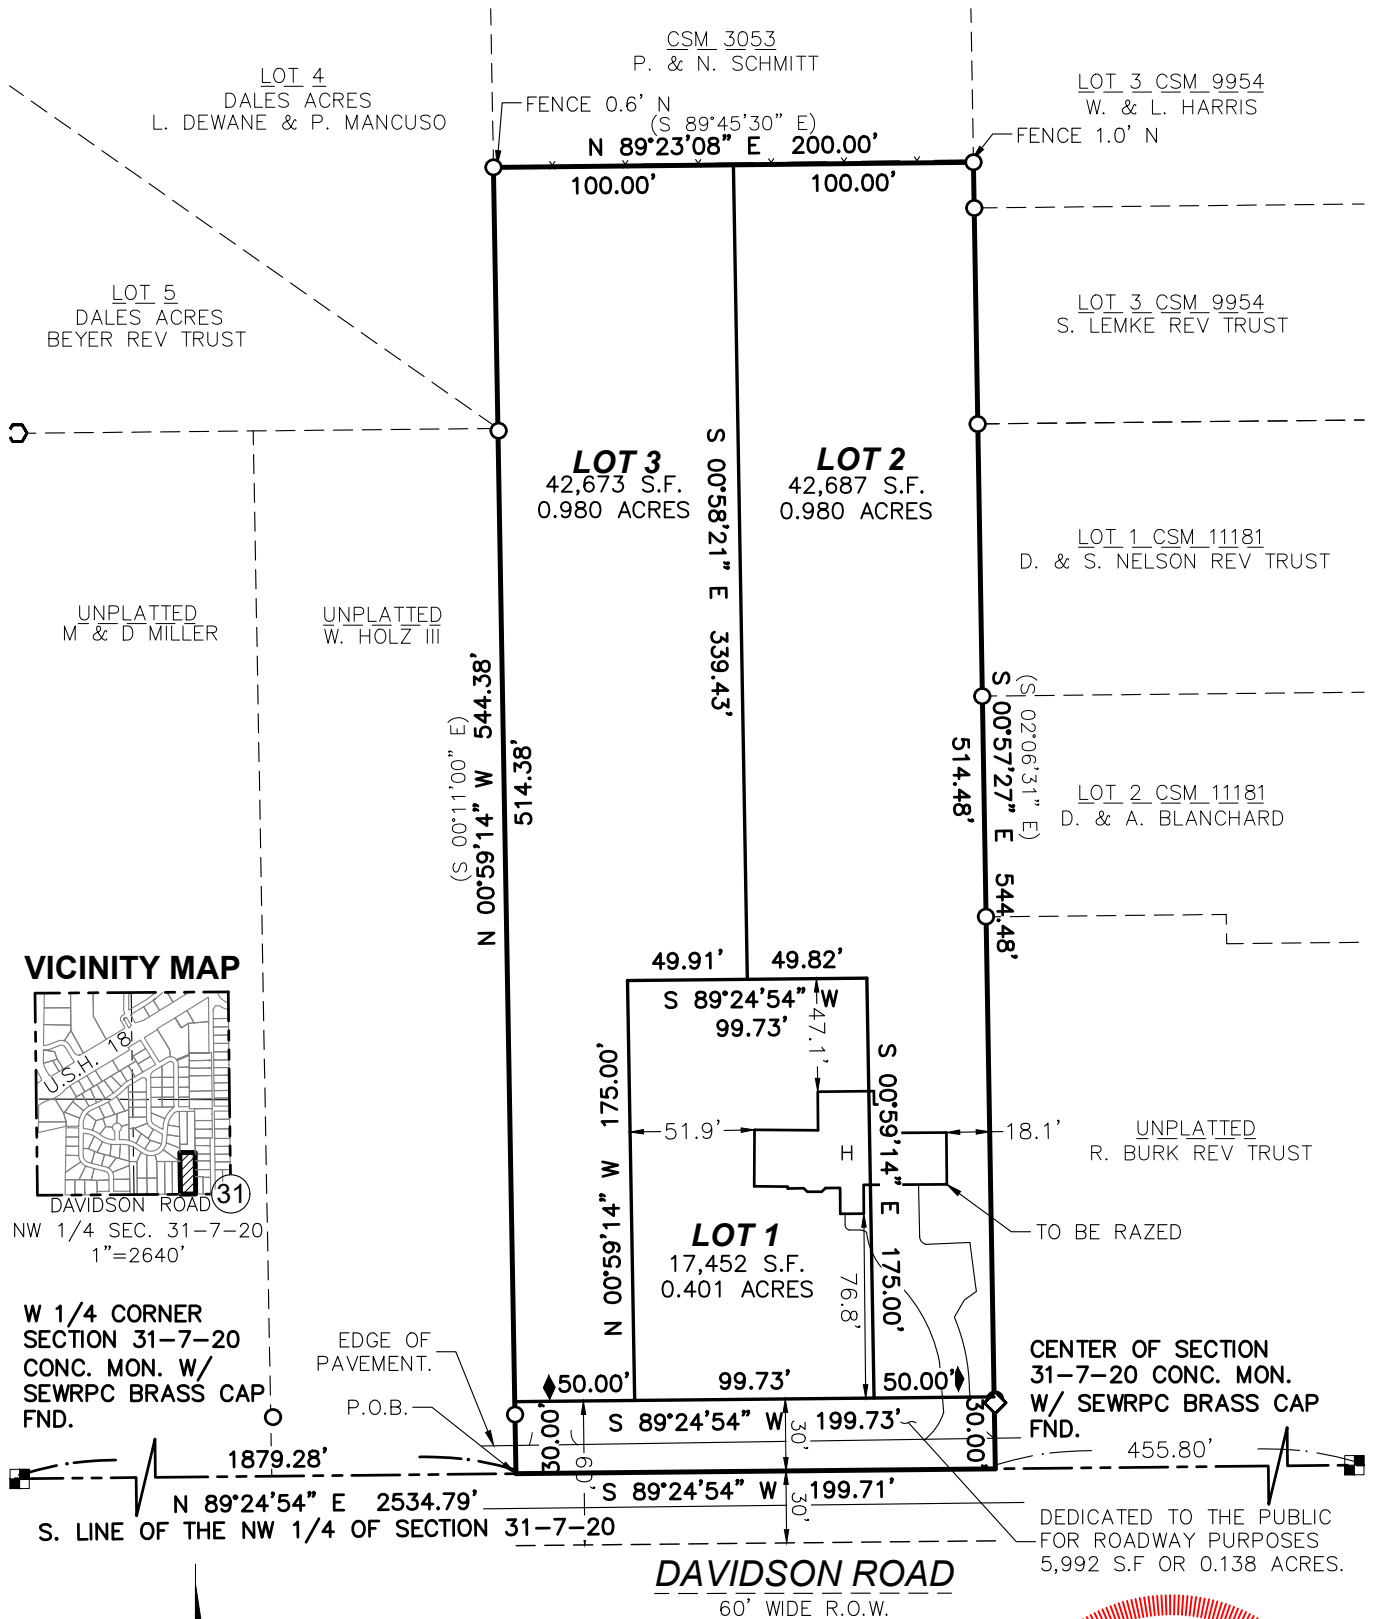 CSM 3053
P. & N. SCHMITT
LOT 4
DALES ACRES
L. DEWANE & P. MANCUSO
LOT 3 CSM 9954
W. & L. HARRIS
FENCE 0.6' N
(S 89°45'30" E)
N 89°23'08" E 200.00'
FENCE 1.0' N
100.00'
100.00'
LOT 5
DALES ACRES
BEYER REV TRUST
LOT 3 CSM 9954
S. LEMKE REV TRUST
LOT 3
42,673 S.F.
0.980 ACRES
S 00°58'21" E 339.43'
LOT 2
42,687 S.F.
0.980 ACRES
LOT 1 CSM 11181
D. & S. NELSON REV TRUST
UNPLATTED
M & D MILLER
UNPLATTED
W. HOLZ III
(S 00°11'00" E)
N 00°59'14" W 544.38'
514.38'
514.48'
S 00°57'27" E 544.48'
(S 02°06'31" E)
LOT 2 CSM 11181
D. & A. BLANCHARD
VICINITY MAP
U.S.H. 18
31
DAVIDSON ROAD
NW 1/4 SEC. 31-7-20
1"=2640'
49.91'
49.82'
S 89°24'54" W
99.73'
47.1'
N 00°59'14" W 175.00'
51.9'
H
S 00°59'14" E 175.00'
18.1'
UNPLATTED
R. BURK REV TRUST
TO BE RAZED
LOT 1
17,452 S.F.
0.401 ACRES
76.8'
W 1/4 CORNER
SECTION 31-7-20
CONC. MON. W/
SEWRPC BRASS CAP
FND.
EDGE OF
PAVEMENT.
P.O.B.
50.00'
99.73'
50.00'
CENTER OF SECTION
31-7-20 CONC. MON.
W/ SEWRPC BRASS CAP
FND.
30.00'
60'
S 89°24'54" W 199.73'
30'
30.00'
1879.28'
455.80'
N 89°24'54" E 2534.79'
S 89°24'54" W 199.71'
30'
S. LINE OF THE NW 1/4 OF SECTION 31-7-20
DEDICATED TO THE PUBLIC
FOR ROADWAY PURPOSES
5,992 S.F OR 0.138 ACRES.
DAVIDSON ROAD
60' WIDE R.O.W.